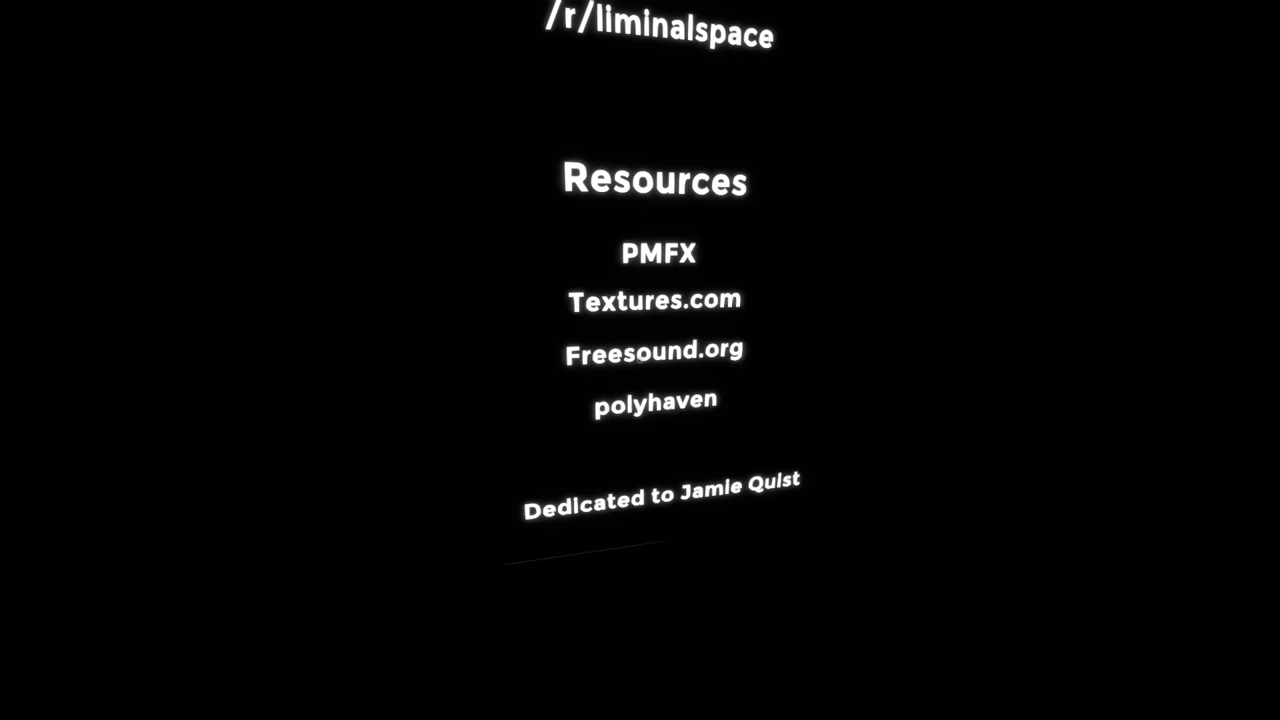 /r/liminalspace
Resources
PMFX
Textures.com
Freesound.org
polyhaven
Dedicated to Jamie Quist